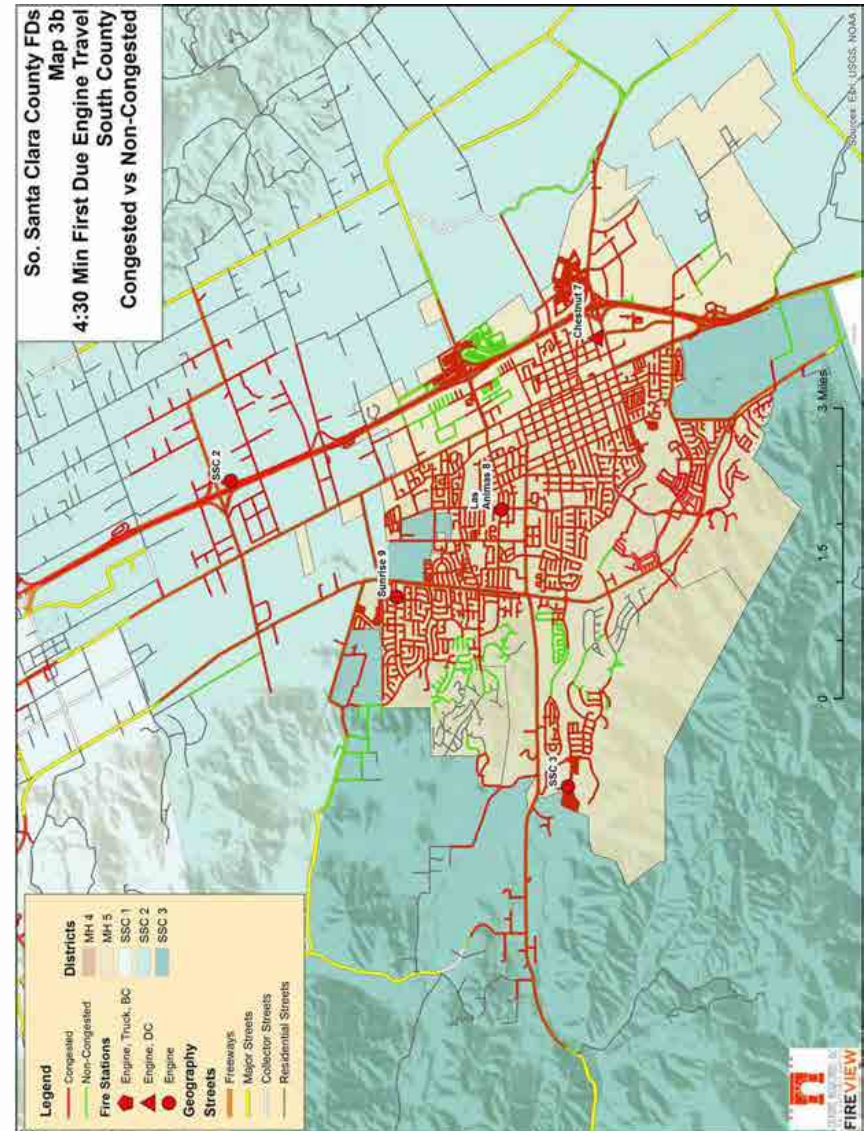 So. Santa Clara County FDs
Map 3b
4:30 Min First Due Engine Travel
South County
Congested vs Non-Congested
Legend
Congested
Non-Congested
Fire Stations
Engine, Truck, BC
Engine, DC
Engine
Geography
Streets
Freeways
Major Streets
Collector Streets
Residential Streets
Districts
MH 4
MH 5
SSC 1
SSC 2
SSC 3
SSC 2
Sunrise 9
Las
Animas 8
Chestnut 7
SSC 3
0
1.5
3 Miles
Sources: Esri, USGS, NOAA
FIREVIEW